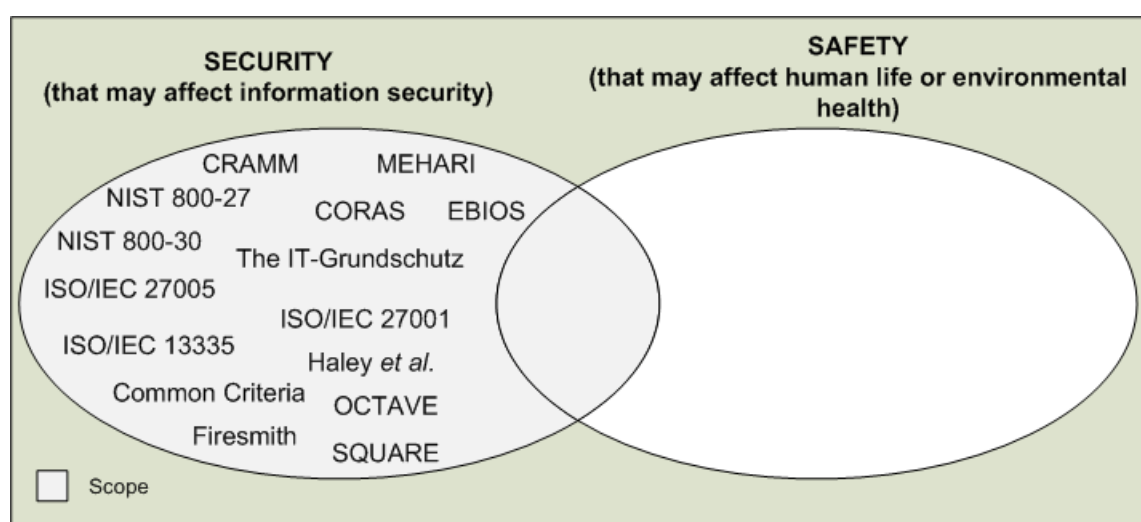 SECURITY
(that may affect information security)
SAFETY
(that may affect human life or environmental
health)
CRAMM
MEHARI
NIST 800-27
CORAS
EBIOS
NIST 800-30
The IT-Grundschutz
ISO/IEC 27005
ISO/IEC 27001
ISO/IEC 13335
Haley et al.
Common Criteria
OCTAVE
Firesmith
SQUARE
Scope